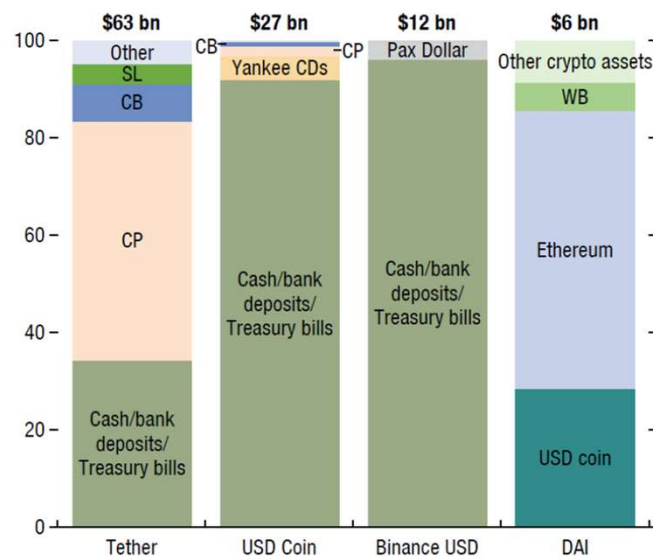 $63 bn $27 bn $12 bn $6 bn
100
80
60
40
20
0
Other
SL
CB
CP
Cash/bank
deposits/
Treasury bills
CB
CP
Yankee CDs
Cash/bank
deposits/
Treasury bills
Pax Dollar
Cash/bank
deposits/
Treasury bills
Other crypto assets
WB
Ethereum
USD coin
Tether USD Coin Binance USD DAI